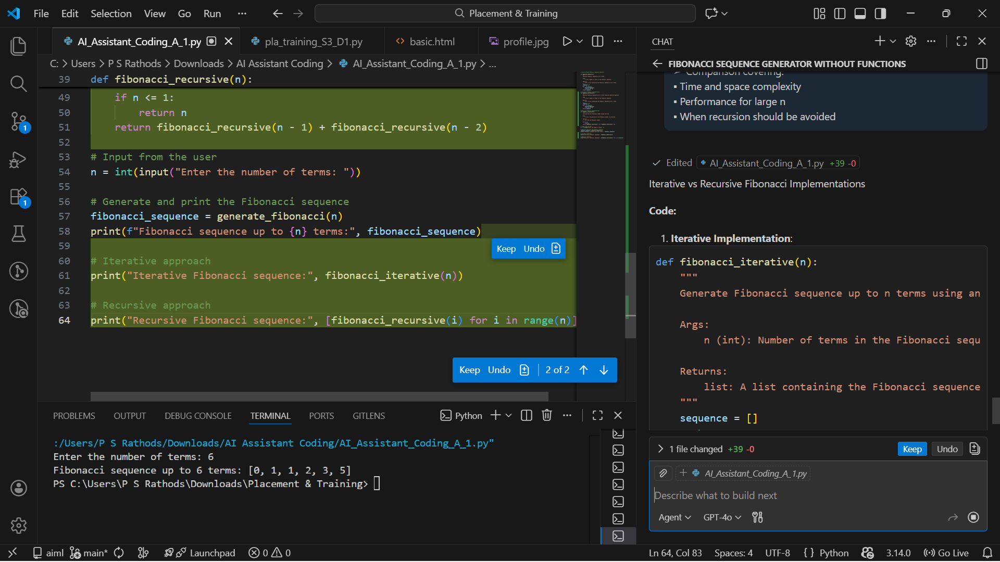 File Edit Selection View Go Run ···
Placement & Training
AI_Assistant_Coding_A_1.py
pla_training_S3_D1.py
basic.html
profile.jpg
C: > Users > P S Rathods > Downloads > AI Assistant Coding > AI_Assistant_Coding_A_1.py > ...
39 def fibonacci_recursive(n):
49 if n <= 1:
50 return n
51 return fibonacci_recursive(n - 1) + fibonacci_recursive(n - 2)
52
53 # Input from the user
54 n = int(input("Enter the number of terms: "))
55
56 # Generate and print the Fibonacci sequence
57 fibonacci_sequence = generate_fibonacci(n)
58 print(f"Fibonacci sequence up to {n} terms:", fibonacci_sequence)
59
Keep Undo
60 # Iterative approach
61 print("Iterative Fibonacci sequence:", fibonacci_iterative(n))
62
63 # Recursive approach
64 print("Recursive Fibonacci sequence:", [fibonacci_recursive(i) for i in range(n)]
Keep Undo 2 of 2
PROBLEMS OUTPUT DEBUG CONSOLE TERMINAL PORTS GITLENS
Python
:/Users/P S Rathods/Downloads/AI Assistant Coding/AI_Assistant_Coding_A_1.py"
Enter the number of terms: 6
Fibonacci sequence up to 6 terms: [0, 1, 1, 2, 3, 5]
PS C:\Users\P S Rathods\Downloads\Placement & Training>
CHAT
FIBONACCI SEQUENCE GENERATOR WITHOUT FUNCTIONS
Comparison covering:
▪ Time and space complexity
▪ Performance for large n
▪ When recursion should be avoided
Edited AI_Assistant_Coding_A_1.py +39 -0
Iterative vs Recursive Fibonacci Implementations
Code:
1. Iterative Implementation:
def fibonacci_iterative(n):
"""
Generate Fibonacci sequence up to n terms using an
Args:
n (int): Number of terms in the Fibonacci sequ
Returns:
list: A list containing the Fibonacci sequence
"""
sequence = []
1 file changed +39 -0
Keep Undo
AI_Assistant_Coding_A_1.py
Describe what to build next
Agent GPT-4o
1
1
aiml main* Launchpad 0 0
Ln 64, Col 83 Spaces: 4 UTF-8 { } Python 3.14.0 Go Live